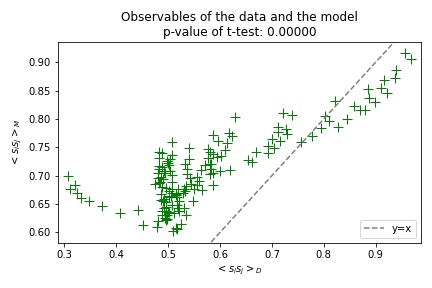 Observables of the data and the model
p-value of t-test: 0.00000
0.90
0.85
0.80
0.75
0.70
0.65
0.60
< s_i s_j >_M
0.3 0.4 0.5 0.6 0.7 0.8 0.9
< s_i s_j >_D
y=x